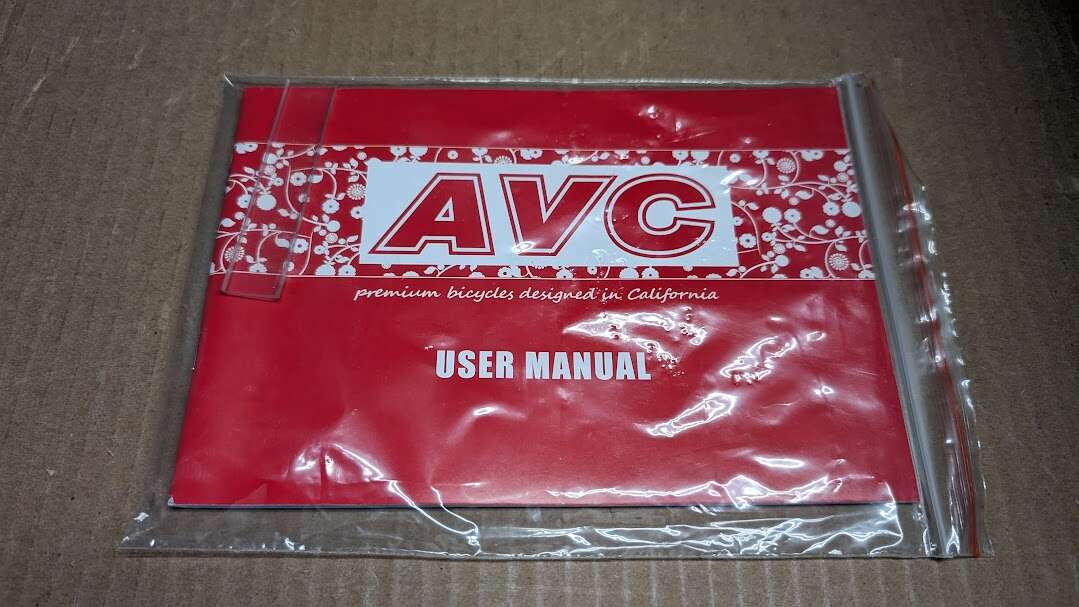 AVC
premium bicycles designed in California
USER MANUAL